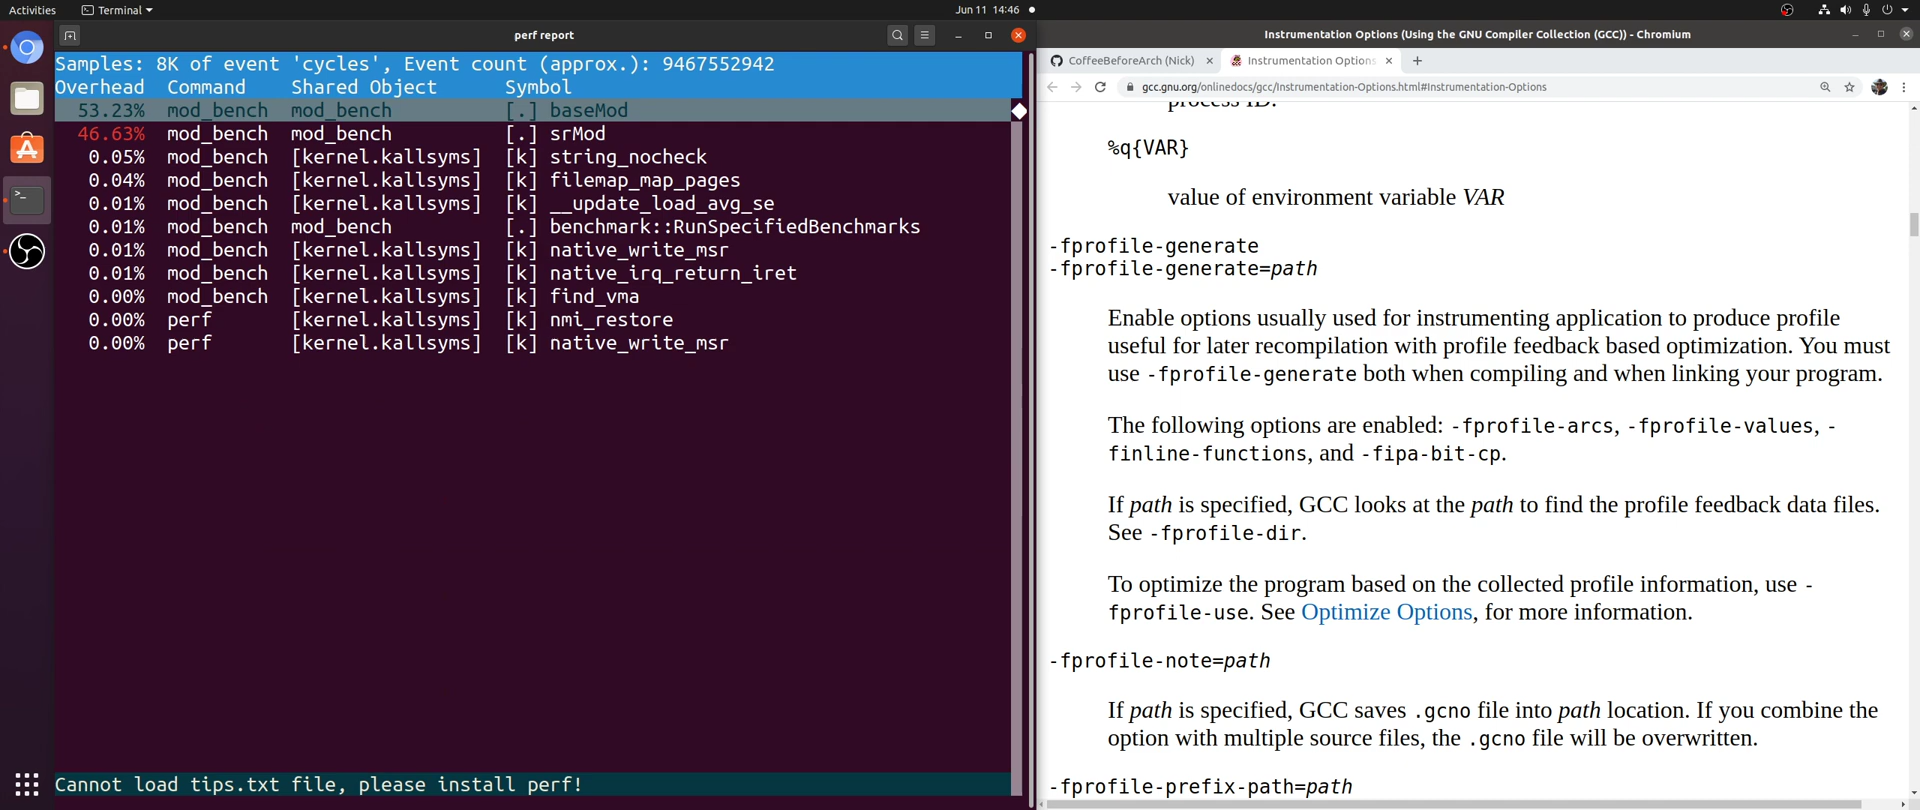 Activities
Terminal
Jun 11 14:46
perf report
Samples: 8K of event 'cycles', Event count (approx.): 9467552942
Overhead Command Shared Object Symbol
53.23% mod_bench mod_bench [.] baseMod
46.63% mod_bench mod_bench [.] srMod
0.05% mod_bench [kernel.kallsyms] [k] string_nocheck
0.04% mod_bench [kernel.kallsyms] [k] filemap_map_pages
0.01% mod_bench [kernel.kallsyms] [k] __update_load_avg_se
0.01% mod_bench mod_bench [.] benchmark::RunSpecifiedBenchmarks
0.01% mod_bench [kernel.kallsyms] [k] native_write_msr
0.01% mod_bench [kernel.kallsyms] [k] native_irq_return_iret
0.00% mod_bench [kernel.kallsyms] [k] find_vma
0.00% perf [kernel.kallsyms] [k] nmi_restore
0.00% perf [kernel.kallsyms] [k] native_write_msr
Cannot load tips.txt file, please install perf!
Instrumentation Options (Using the GNU Compiler Collection (GCC)) - Chromium
CoffeeBeforeArch (Nick)
Instrumentation Options
gcc.gnu.org/onlinedocs/gcc/Instrumentation-Options.html#Instrumentation-Options
process ID.
%q{VAR}
value of environment variable VAR
-fprofile-generate
-fprofile-generate=path
Enable options usually used for instrumenting application to produce profile
useful for later recompilation with profile feedback based optimization. You must
use -fprofile-generate both when compiling and when linking your program.
The following options are enabled: -fprofile-arcs, -fprofile-values, -
finline-functions, and -fipa-bit-cp.
If path is specified, GCC looks at the path to find the profile feedback data files.
See -fprofile-dir.
To optimize the program based on the collected profile information, use -
fprofile-use. See Optimize Options, for more information.
-fprofile-note=path
If path is specified, GCC saves .gcno file into path location. If you combine the
option with multiple source files, the .gcno file will be overwritten.
-fprofile-prefix-path=path